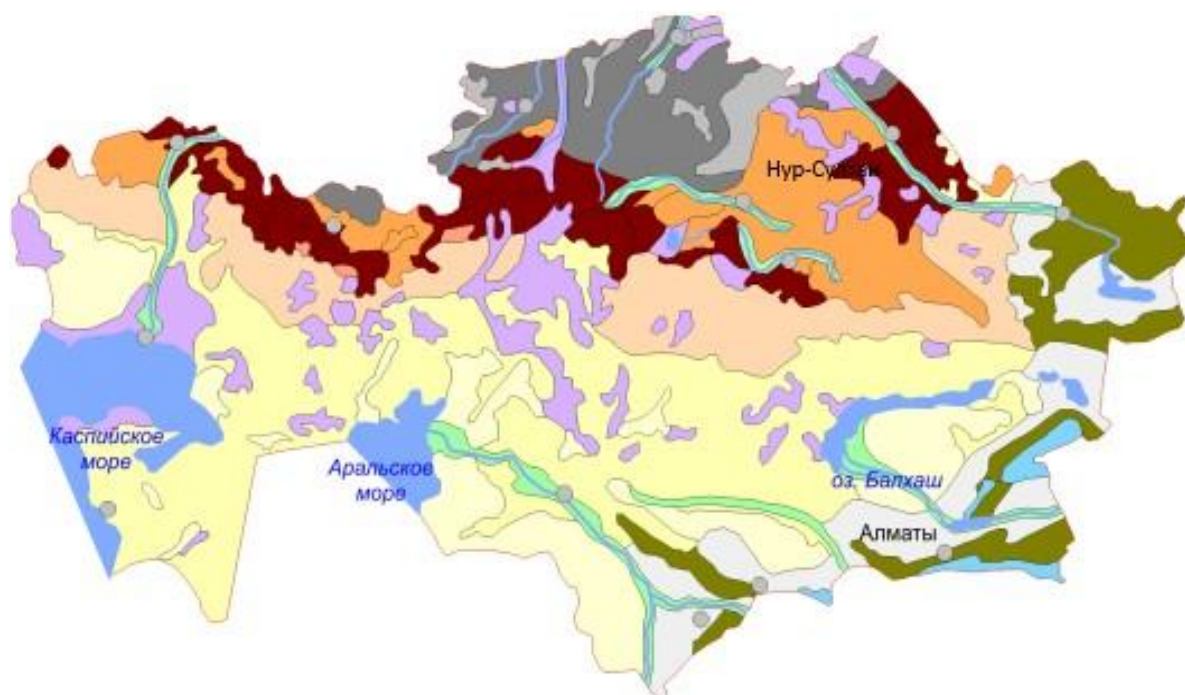 Нур-Султан
Каспийское
море
Аральское
море
оз. Балхаш
Алматы